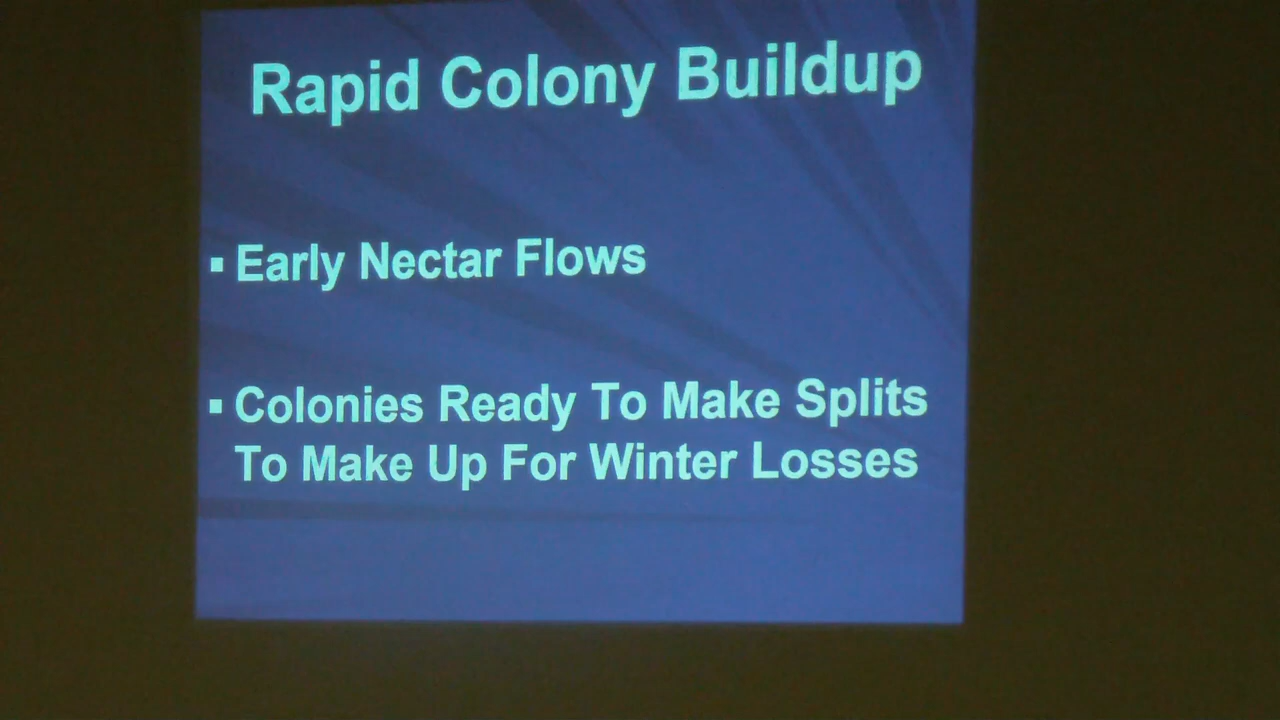 Rapid Colony Buildup
▪ Early Nectar Flows
▪ Colonies Ready To Make Splits
To Make Up For Winter Losses